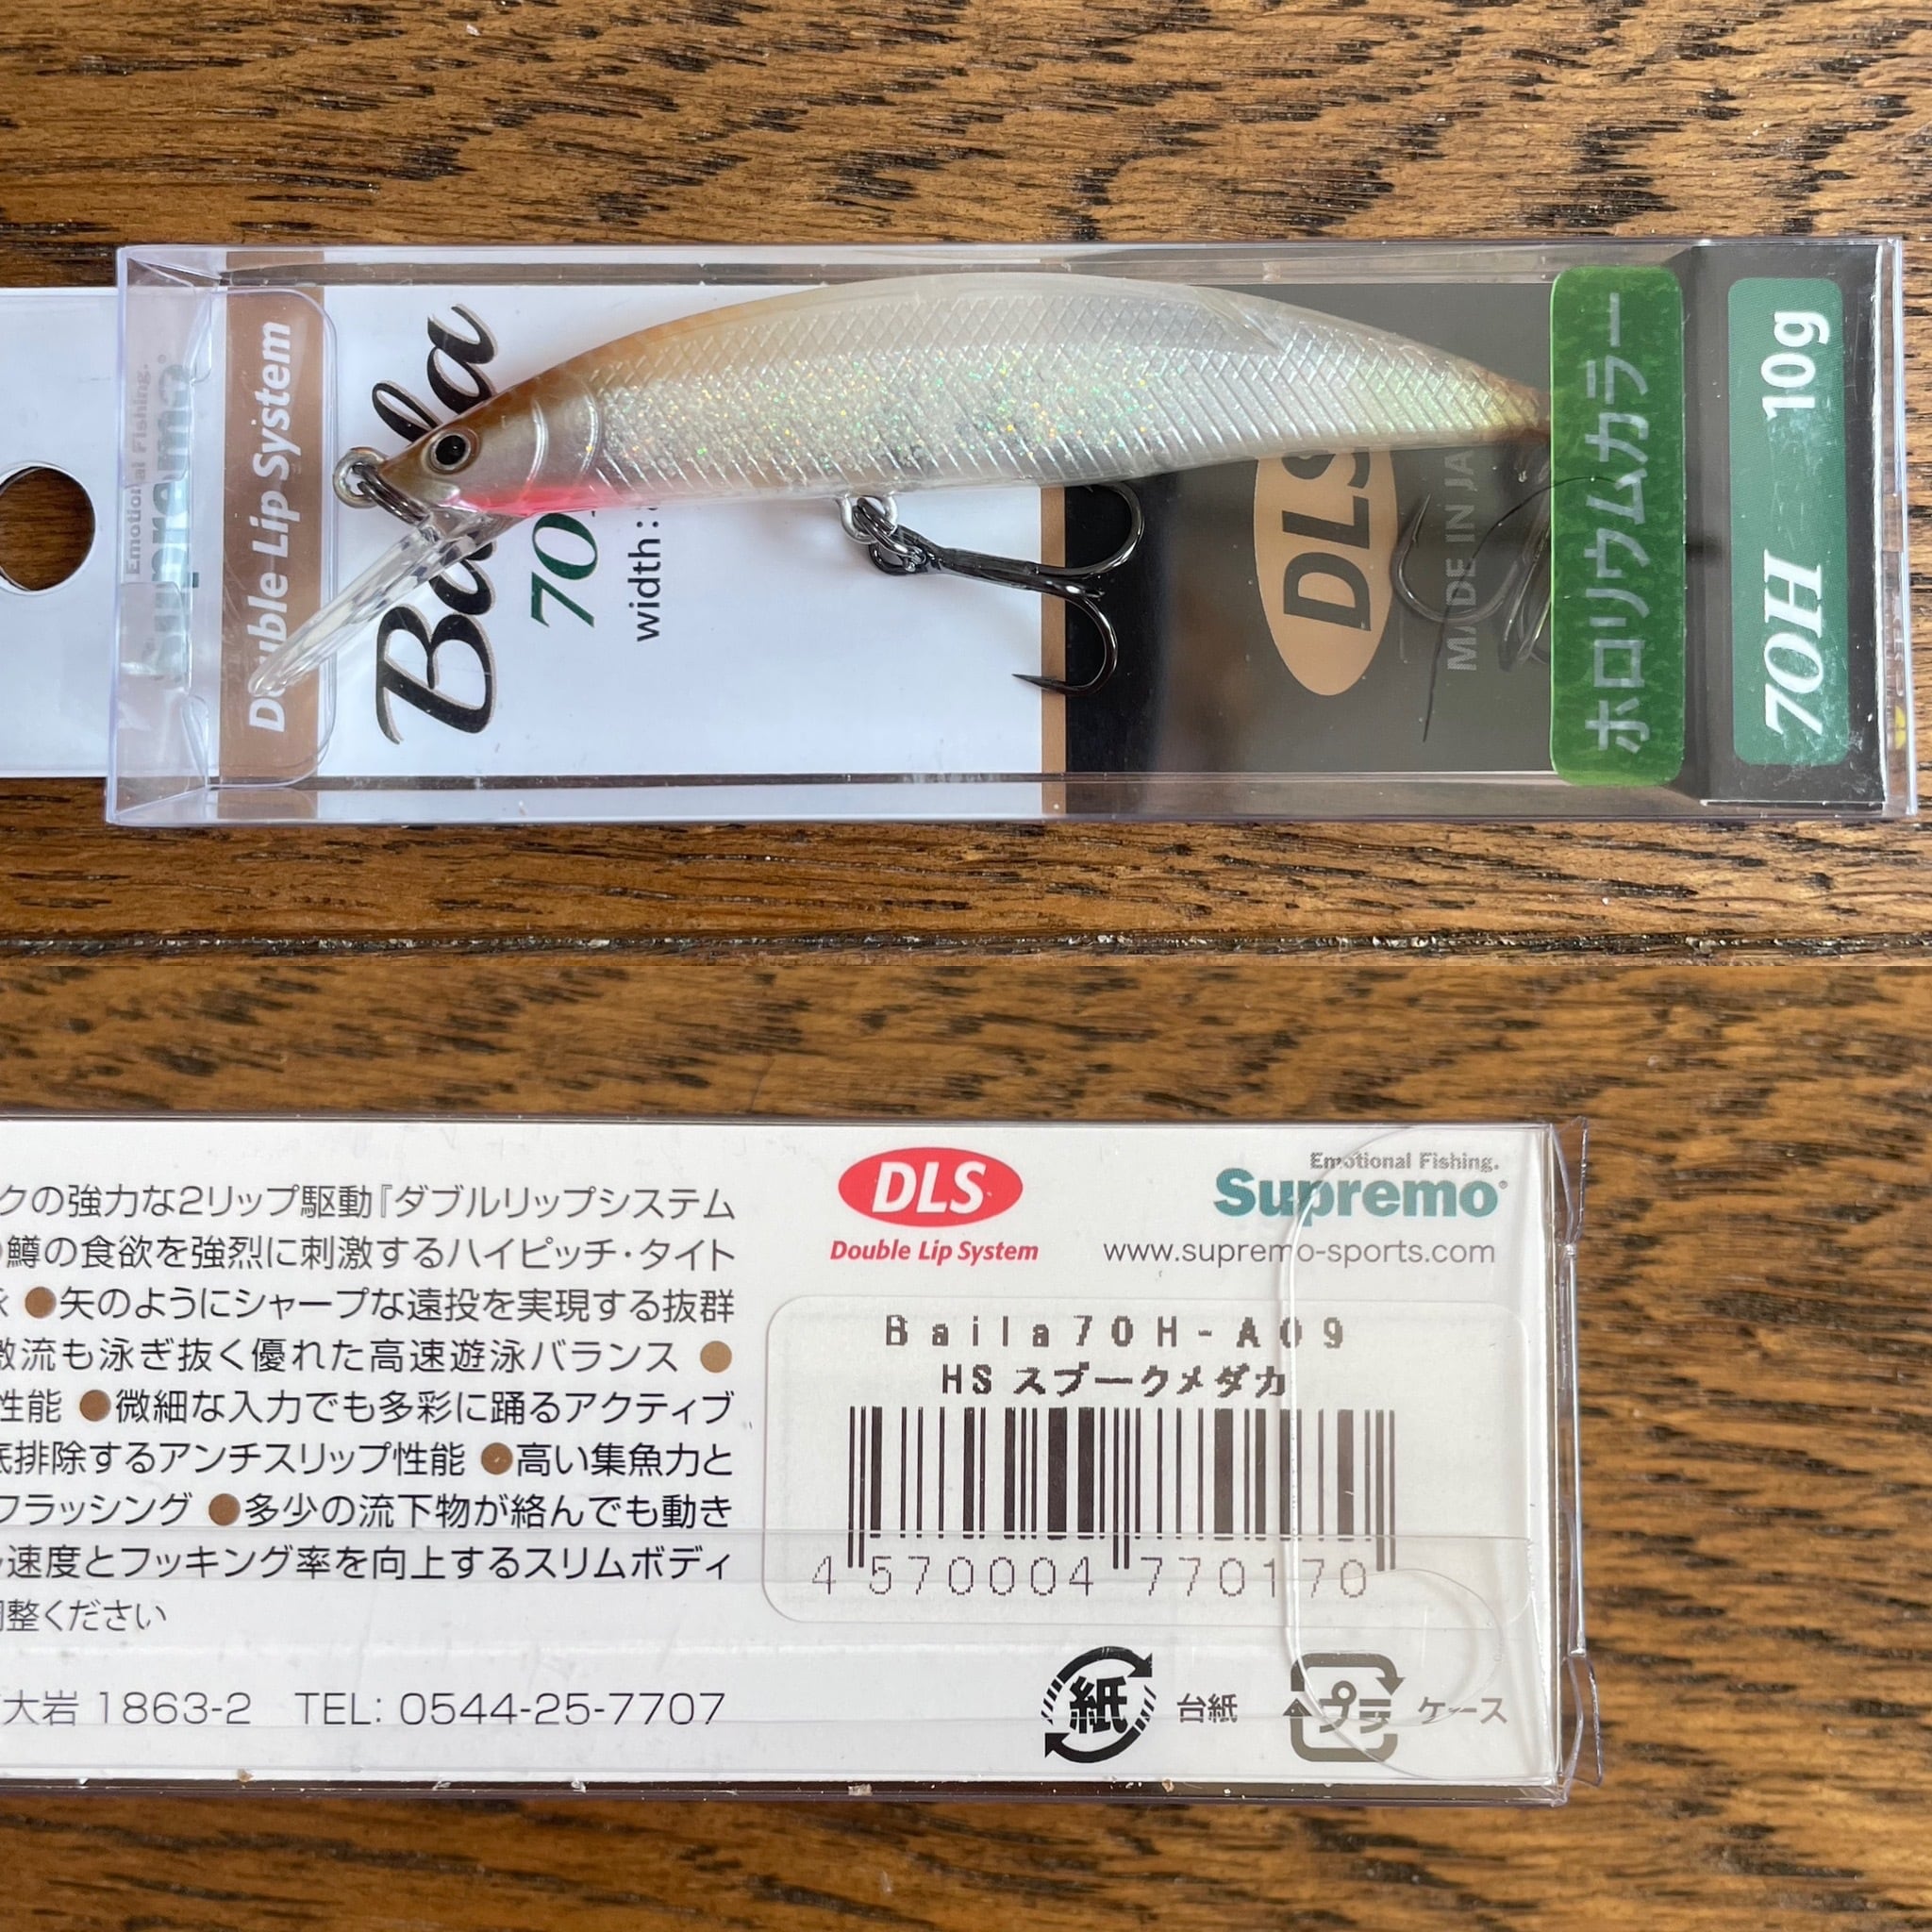 Emotional Fishing.
Supremo
Double Lip System
Baila
70
width:
DLS
MADE IN JA
ホロリウムカラー
70H 10g
クの強力な2リップ駆動『ダブルリップシステム
鱒の食欲を強烈に刺激するハイピッチ・タイト
●矢のようにシャープな遠投を実現する抜群
激流も泳ぎ抜く優れた高速遊泳バランス ●
性能 ●微細な入力でも多彩に踊るアクティブ
底排除するアンチスリップ性能 ●高い集魚力と
フラッシング ●多少の流下物が絡んでも動き
速度とフッキング率を向上するスリムボディ
調整ください
大岩 1863-2 TEL: 0544-25-7707
DLS
Double Lip System
Emotional Fishing.
Supremo
www.supremo-sports.com
Baila70H-A09
HS スプークメダカ
4 570004 770170
紙 台紙
プラ ケース